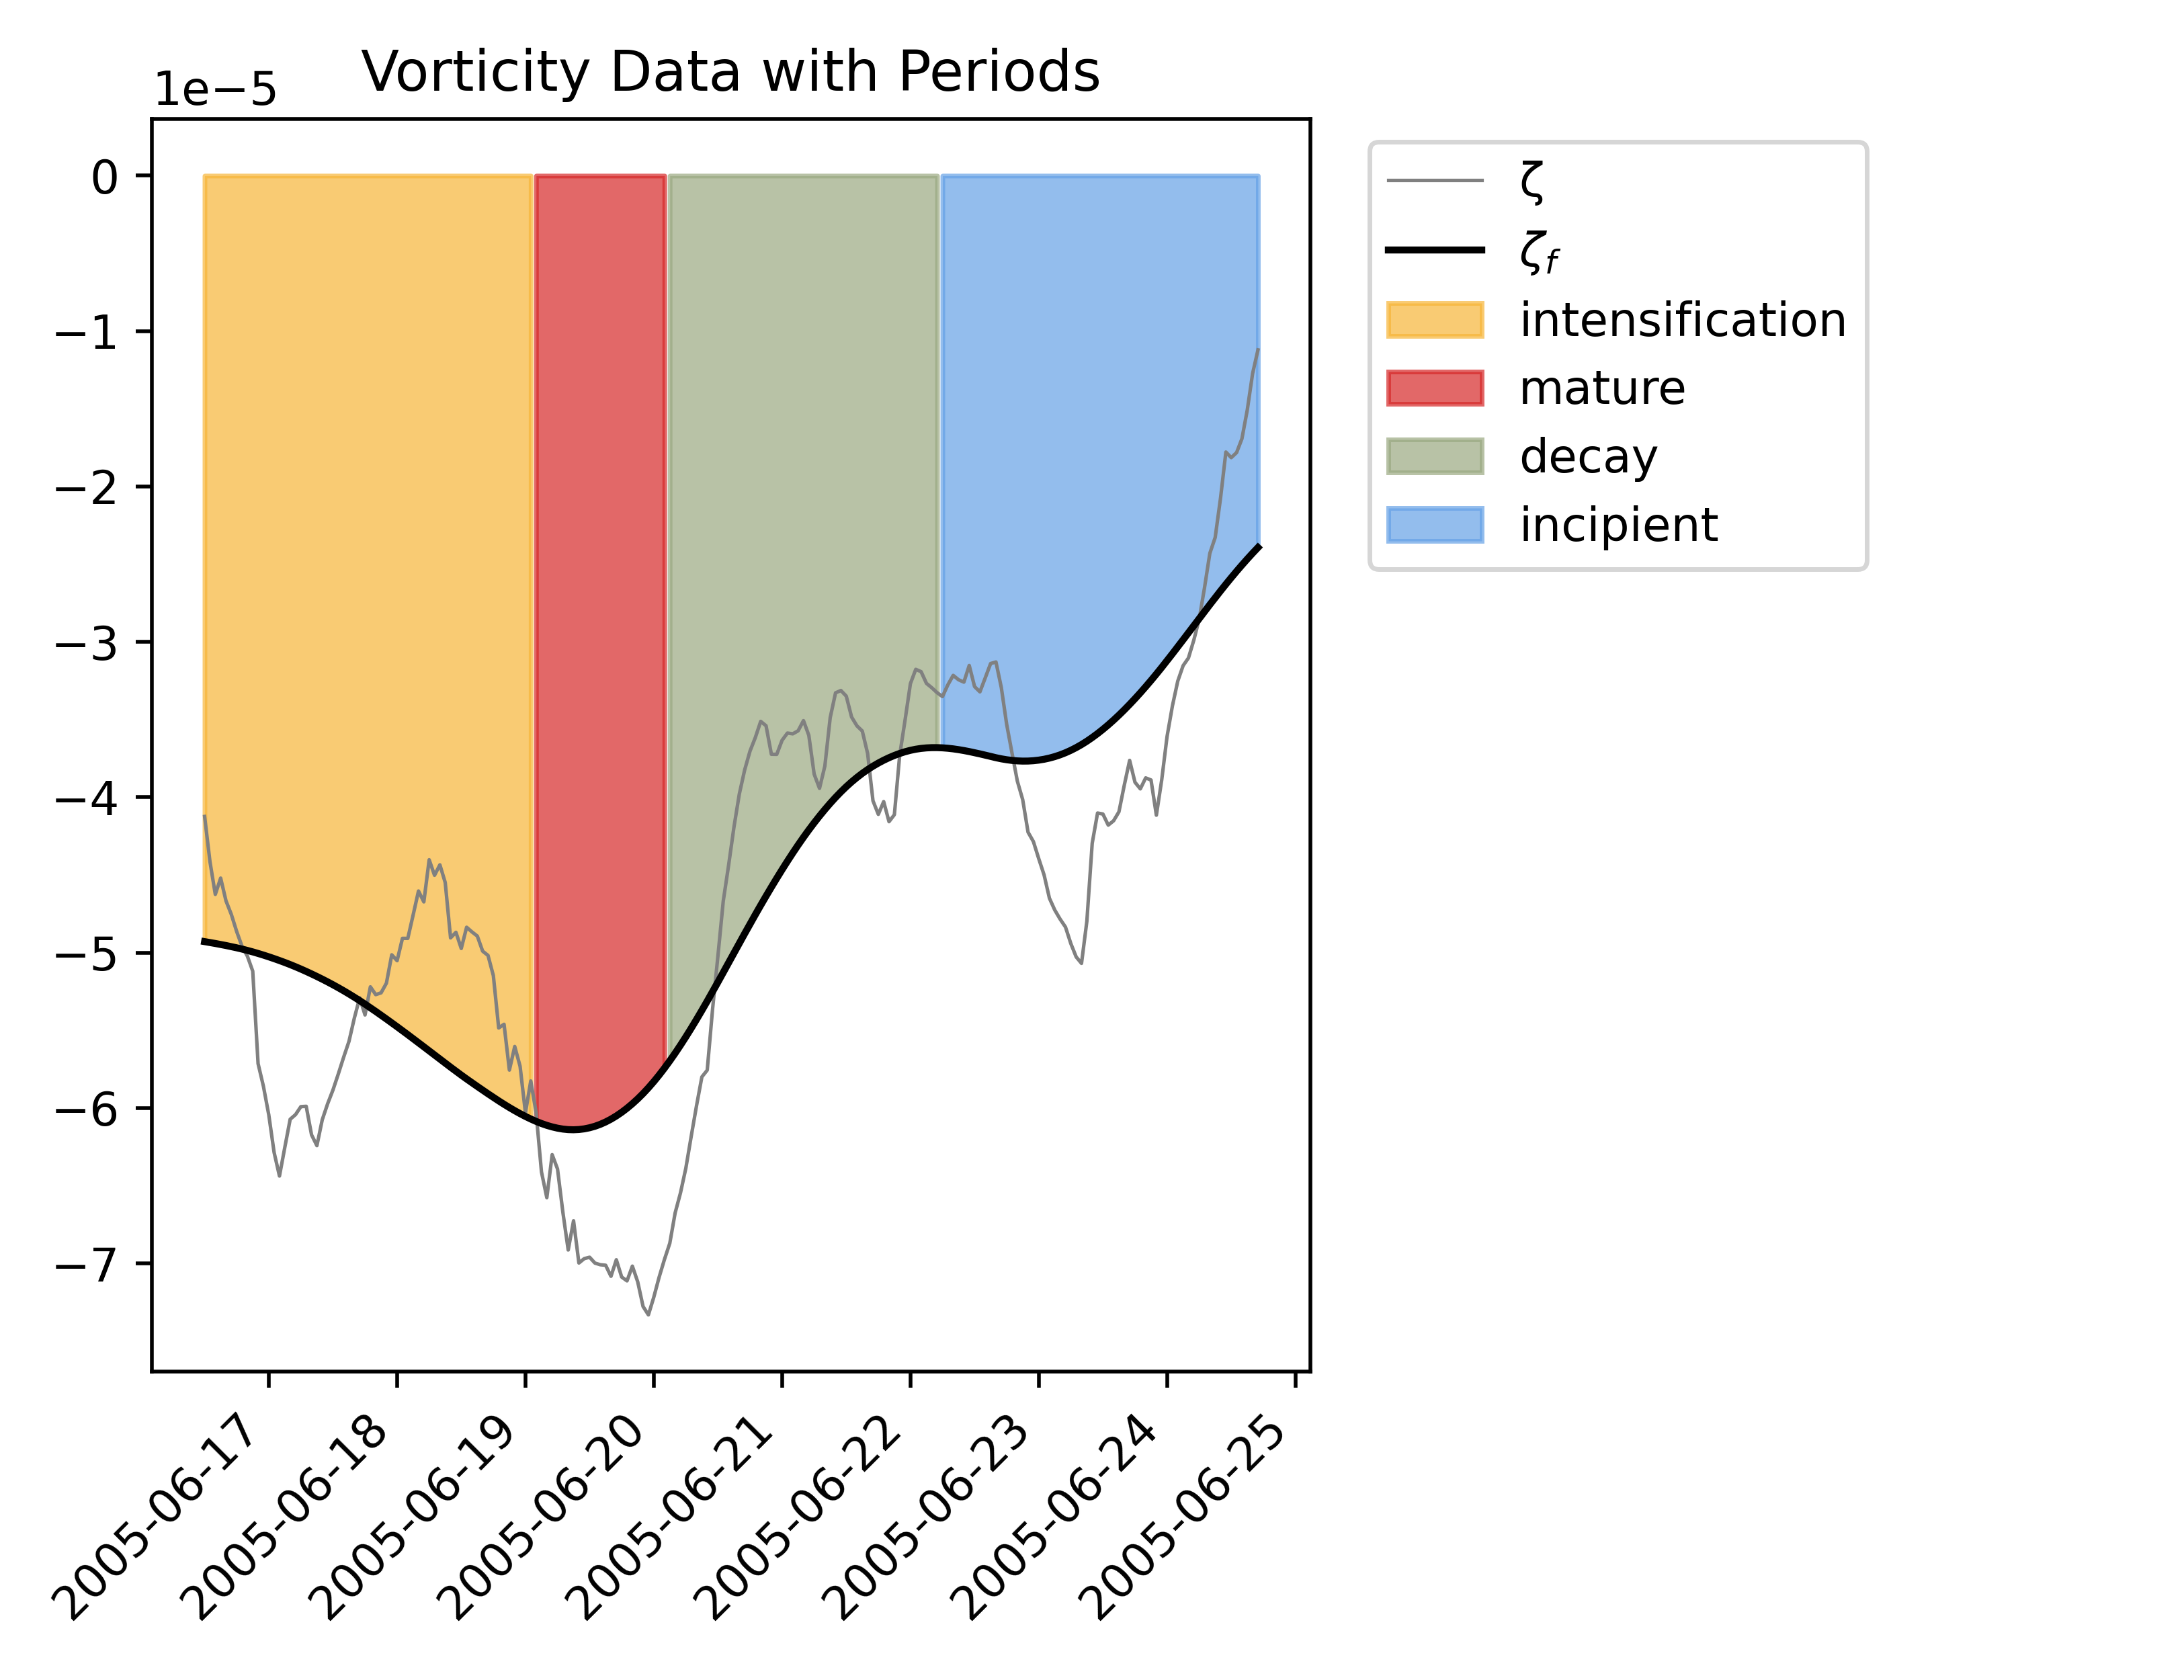 Vorticity Data with Periods
1e−5
0
−1
−2
−3
−4
−5
−6
−7
2005-06-17
2005-06-18
2005-06-19
2005-06-20
2005-06-21
2005-06-22
2005-06-23
2005-06-24
2005-06-25
ζ
ζf
intensification
mature
decay
incipient